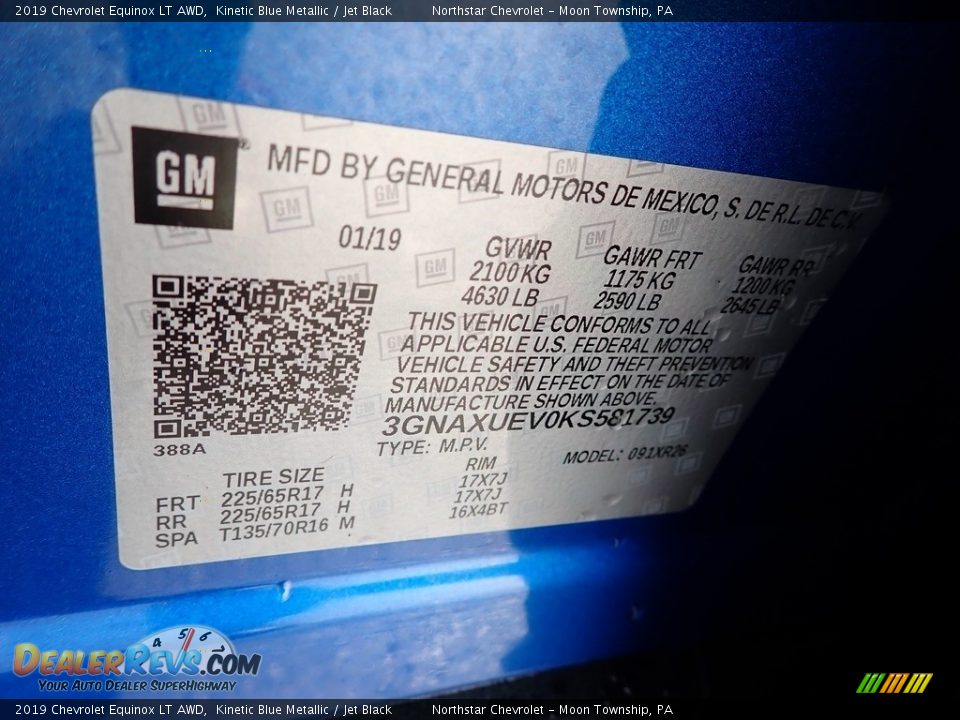 2019 Chevrolet Equinox LT AWD, Kinetic Blue Metallic / Jet Black Northstar Chevrolet - Moon Township, PA
GM ® MFD BY GENERAL MOTORS DE MEXICO, S. DE R.L. DE C.V.
01/19 GVWR GAWR FRT GAWR RR
2100 KG 1175 KG 1200 KG
4630 LB 2590 LB 2645 LB
THIS VEHICLE CONFORMS TO ALL
APPLICABLE U.S. FEDERAL MOTOR
VEHICLE SAFETY AND THEFT PREVENTION
STANDARDS IN EFFECT ON THE DATE OF
MANUFACTURE SHOWN ABOVE.
3GNAXUEV0KS581739
388A TYPE: M.P.V. MODEL: 091XR26
TIRE SIZE RIM
FRT 225/65R17 H 17X7J
RR 225/65R17 H 17X7J
SPA T135/70R16 M 16X4BT
4 5 6
DEALERREVS.COM
YOUR AUTO DEALER SUPERHIGHWAY
2019 Chevrolet Equinox LT AWD, Kinetic Blue Metallic / Jet Black Northstar Chevrolet - Moon Township, PA